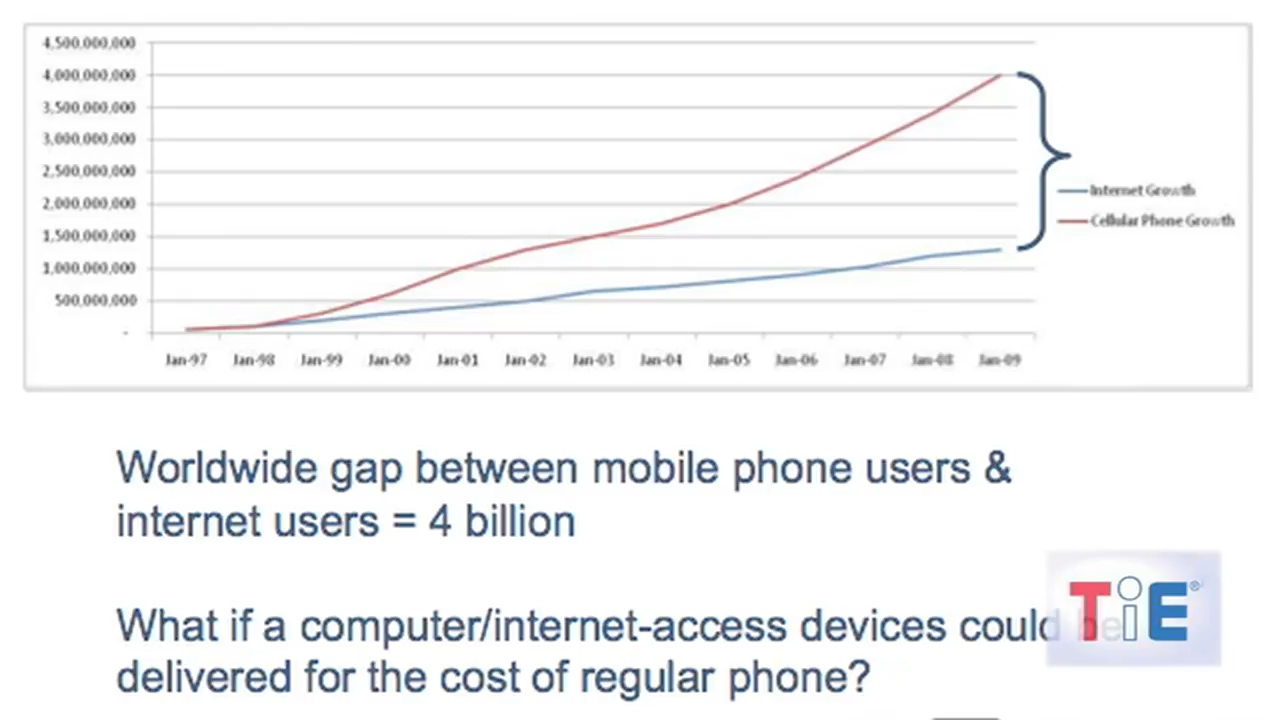 4,500,000,000
4,000,000,000
3,500,000,000
3,000,000,000
2,500,000,000
2,000,000,000
1,500,000,000
1,000,000,000
500,000,000
-
Jan-97 Jan-98 Jan-99 Jan-00 Jan-01 Jan-02 Jan-03 Jan-04 Jan-05 Jan-06 Jan-07 Jan-08 Jan-09
Internet Growth
Cellular Phone Growth
Worldwide gap between mobile phone users &
internet users = 4 billion
What if a computer/internet-access devices could be
delivered for the cost of regular phone?
TiE®